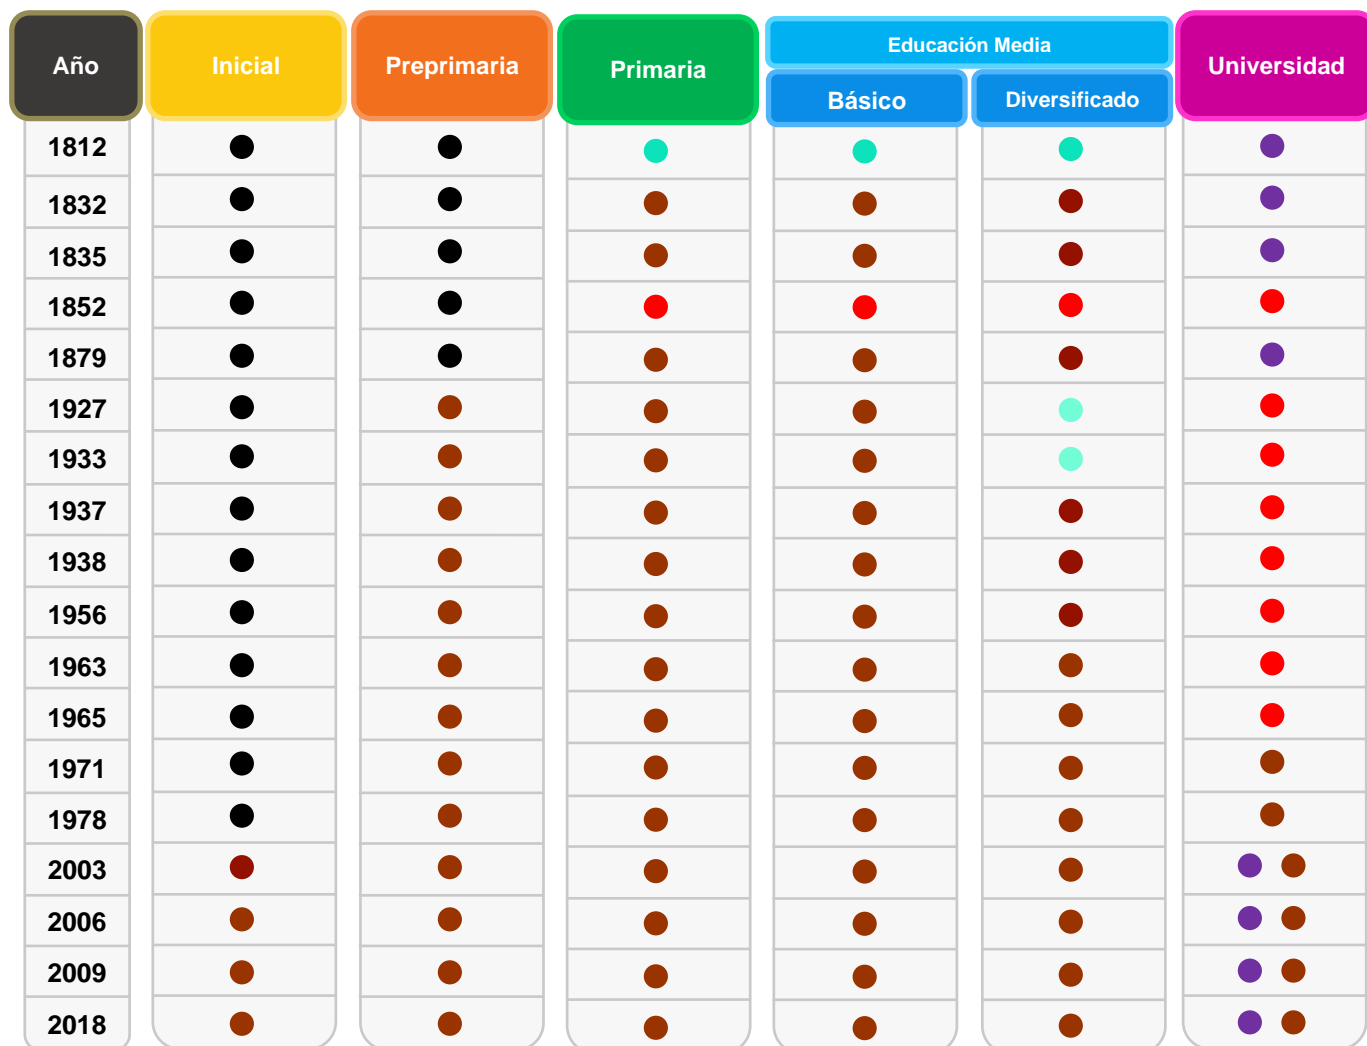 Año
Inicial
Preprimaria
Primaria
Educación Media
Básico
Diversificado
Universidad
1812
1832
1835
1852
1879
1927
1933
1937
1938
1956
1963
1965
1971
1978
2003
2006
2009
2018